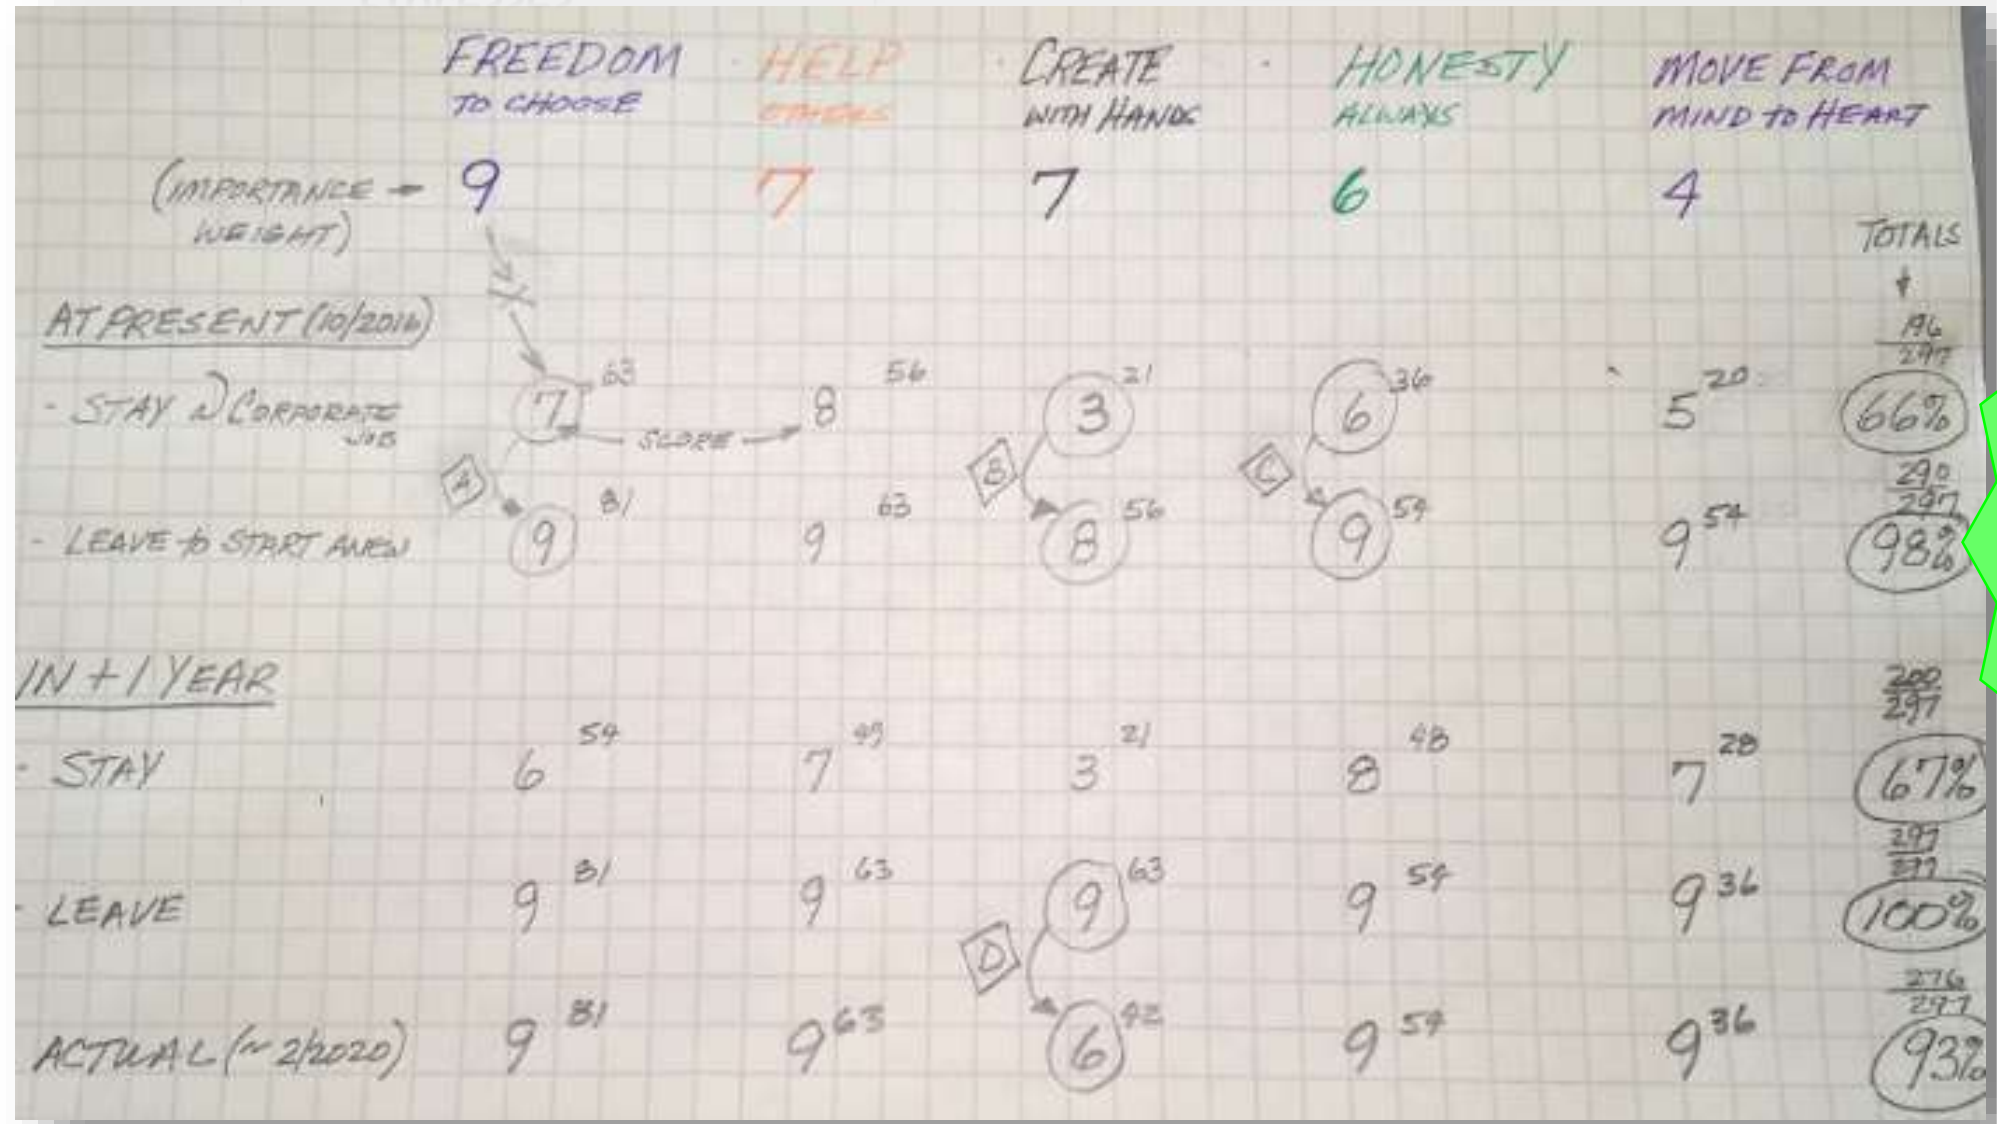 FREEDOM HELP CREATE HONESTY MOVE FROM
TO CHOOSE OTHERS WITH HANDS ALWAYS MIND to HEART
(IMPORTANCE → 9 7 7 6 4
WEIGHT) TOTALS
AT PRESENT (10/2016) 196
297
63 56 21 36 20
- STAY CORPORATE 7 8 3 6 5 66%
JOB SCORE
A B C 290
297
81 63 56 54 54
- LEAVE to START ANEW 9 9 8 9 9 98%
IN + 1 YEAR 200
297
54 49 21 48 28
- STAY 6 7 3 8 7 67%
297
297
81 63 63 54 36
- LEAVE 9 9 9 9 9 100%
D 276
297
81 63 42 54 36
ACTUAL (~ 2/2020) 9 9 6 9 9 93%